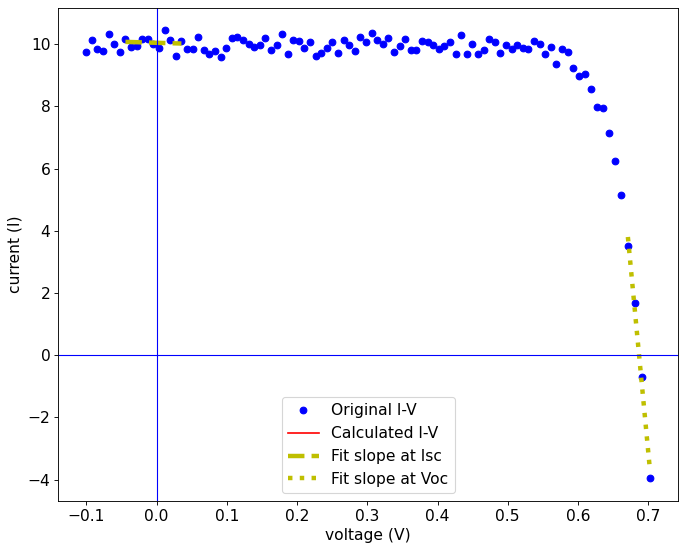 10
8
6
4
2
0
−2
−4
current (I)
Original I-V
Calculated I-V
Fit slope at Isc
Fit slope at Voc
−0.1 0.0 0.1 0.2 0.3 0.4 0.5 0.6 0.7
voltage (V)